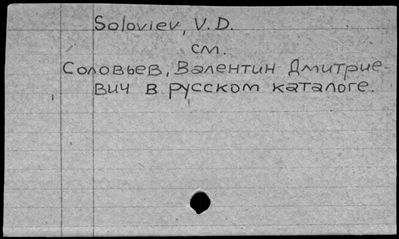 Soloviev, V.D.
см.
Соловьев, Валентин Дмитрие
вич в русском каталоге.